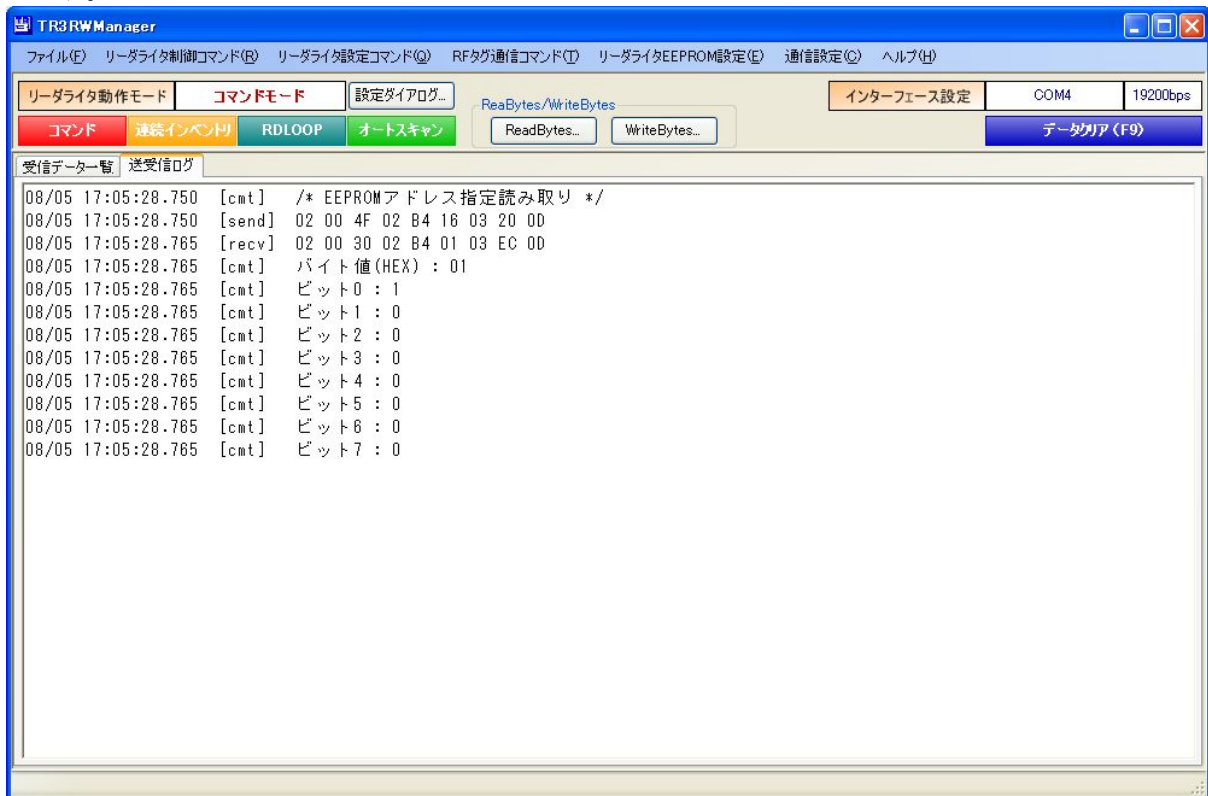 TR3RWManager
ファイル(F) リーダライタ制御コマンド(R) リーダライタ設定コマンド(Q) RFタグ通信コマンド(T) リーダライタEEPROM設定(E) 通信設定(C) ヘルプ(H)
リーダライタ動作モード コマンドモード 設定ダイアログ... ReaBytes/WriteBytes インターフェース設定 COM4 19200bps
コマンド 連続インベントリ RDLOOP オートスキャン ReadBytes... WriteBytes... データクリア(F9)
受信データ一覧 送受信ログ
08/05 17:05:28.750 [cmt] /* EEPROMアドレス指定読み取り */
08/05 17:05:28.750 [send] 02 00 4F 02 B4 16 03 20 0D
08/05 17:05:28.765 [recv] 02 00 30 02 B4 01 03 EC 0D
08/05 17:05:28.765 [cmt] バイト値(HEX) : 01
08/05 17:05:28.765 [cmt] ビット0 : 1
08/05 17:05:28.765 [cmt] ビット1 : 0
08/05 17:05:28.765 [cmt] ビット2 : 0
08/05 17:05:28.765 [cmt] ビット3 : 0
08/05 17:05:28.765 [cmt] ビット4 : 0
08/05 17:05:28.765 [cmt] ビット5 : 0
08/05 17:05:28.765 [cmt] ビット6 : 0
08/05 17:05:28.765 [cmt] ビット7 : 0